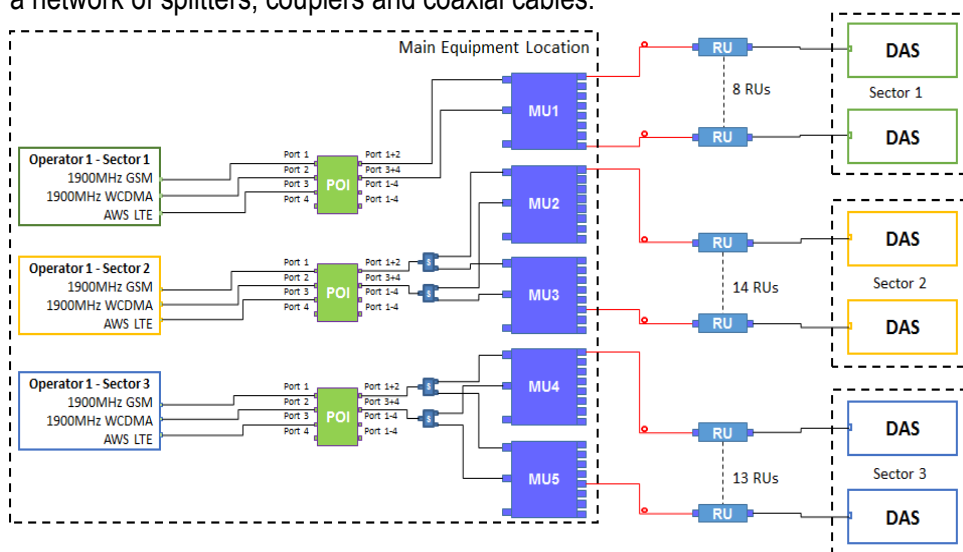 a network of splitters, couplers and coaxial cables.
Main Equipment Location
RU
DAS
8 RUs
Sector 1
MU1
RU
DAS
Operator 1 - Sector 1
1900MHz GSM
1900MHz WCDMA
AWS LTE
Port 1
Port 2
Port 3
Port 4
POI
Port 1+2
Port 3+4
Port 1-4
Port 1-4
MU2
RU
DAS
Operator 1 - Sector 2
1900MHz GSM
1900MHz WCDMA
AWS LTE
Port 1
Port 2
Port 3
Port 4
POI
Port 1+2
Port 3+4
Port 1-4
Port 1-4
S
S
MU3
14 RUs
Sector 2
RU
DAS
Operator 1 - Sector 3
1900MHz GSM
1900MHz WCDMA
AWS LTE
Port 1
Port 2
Port 3
Port 4
POI
Port 1+2
Port 3+4
Port 1-4
Port 1-4
S
S
MU4
RU
DAS
13 RUs
Sector 3
MU5
RU
DAS